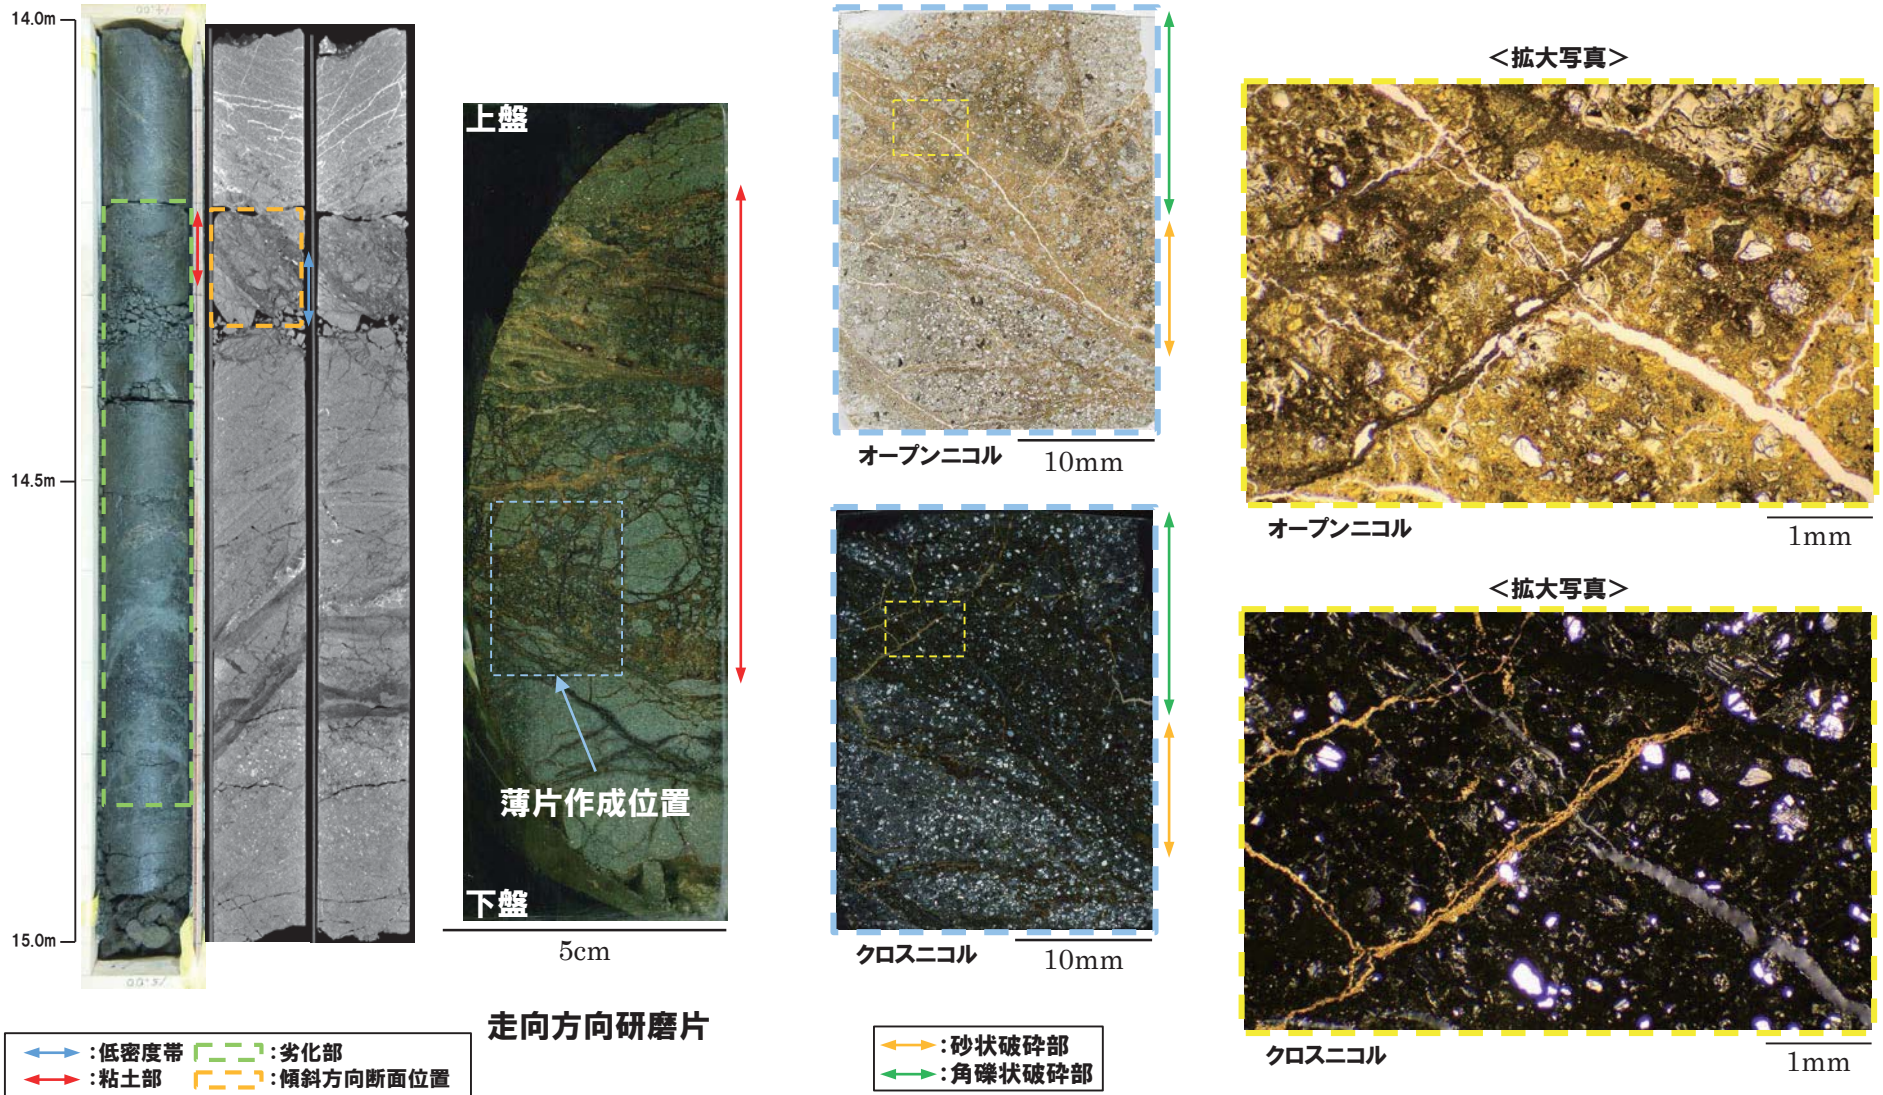 14.0m
14.5m
15.0m
14.00
15.00
上盤
薄片作成位置
下盤
5cm
走向方向研磨片
:低密度帯
:劣化部
:粘土部
:傾斜方向断面位置
オープンニコル
10mm
クロスニコル
10mm
:砂状破砕部
:角礫状破砕部
<拡大写真>
オープンニコル
1mm
<拡大写真>
クロスニコル
1mm